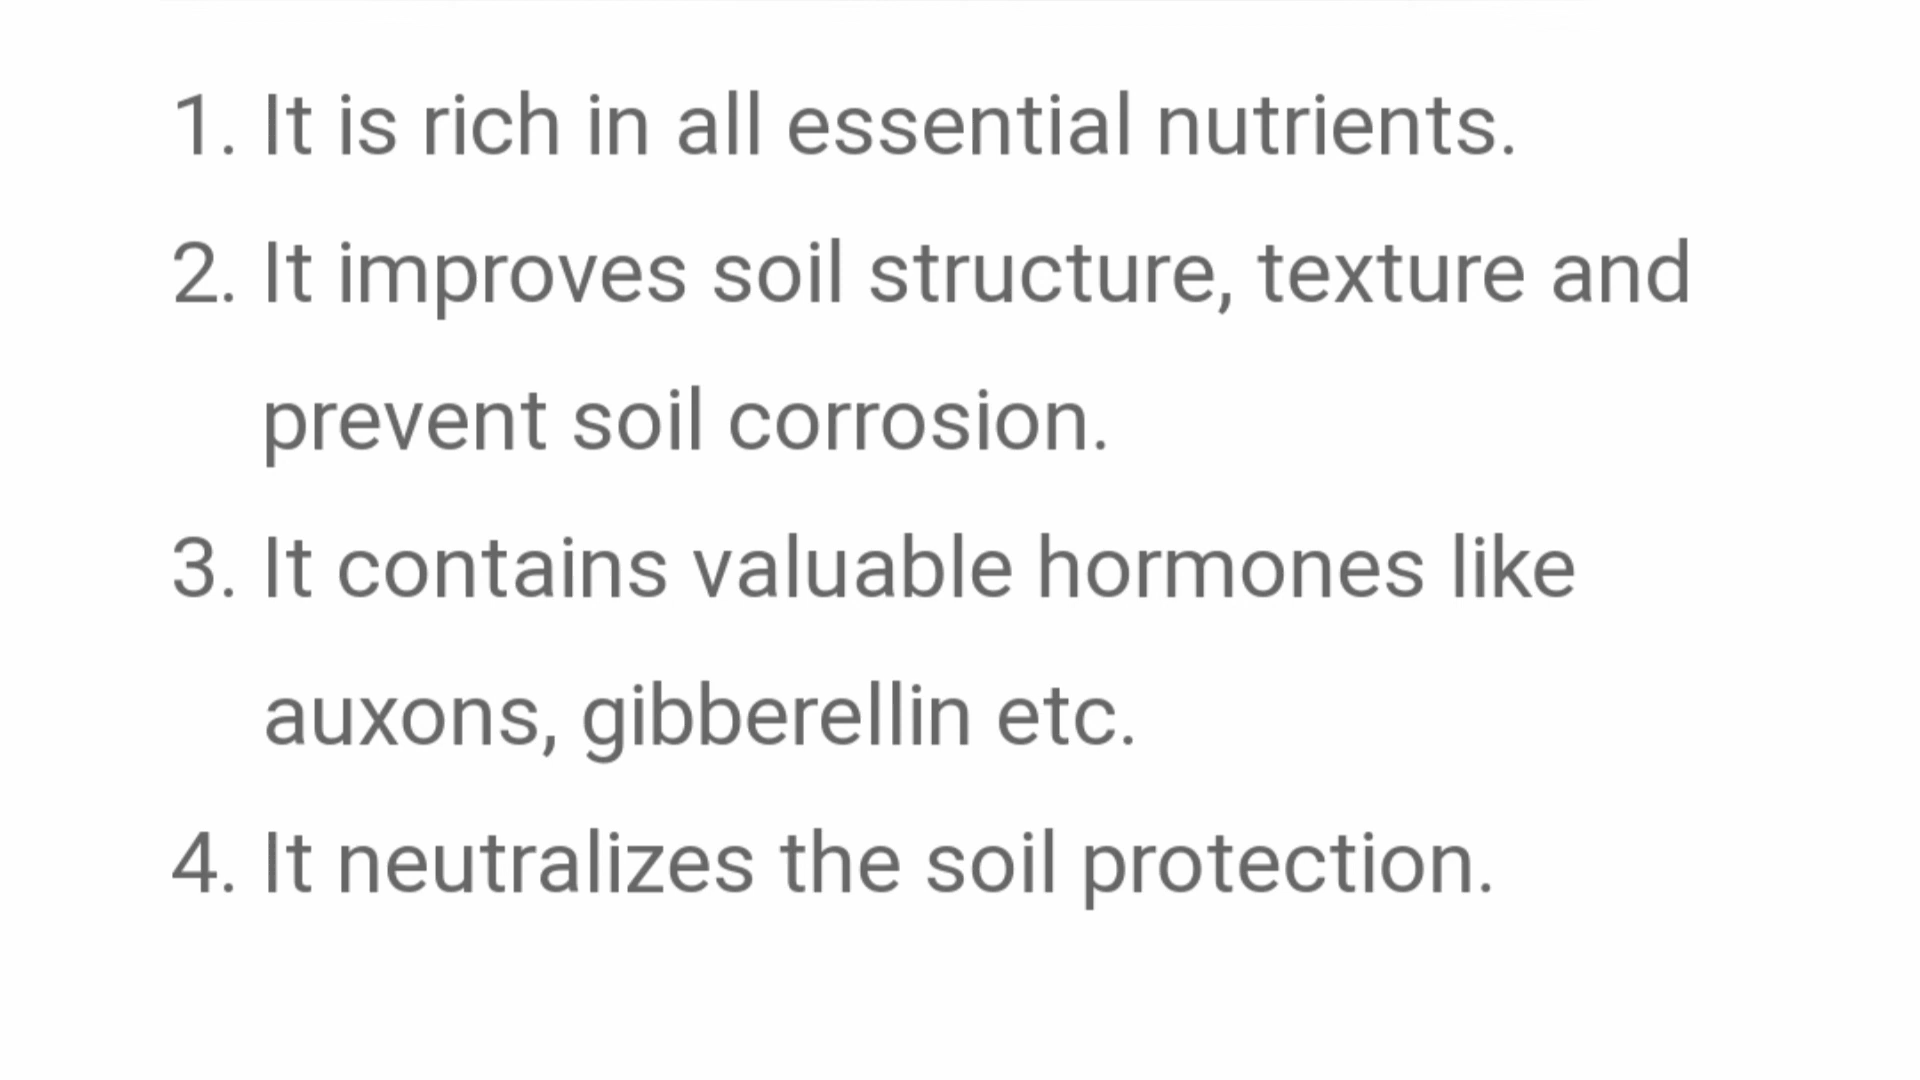 1. It is rich in all essential nutrients.
2. It improves soil structure, texture and
prevent soil corrosion.
3. It contains valuable hormones like
auxons, gibberellin etc.
4. It neutralizes the soil protection.